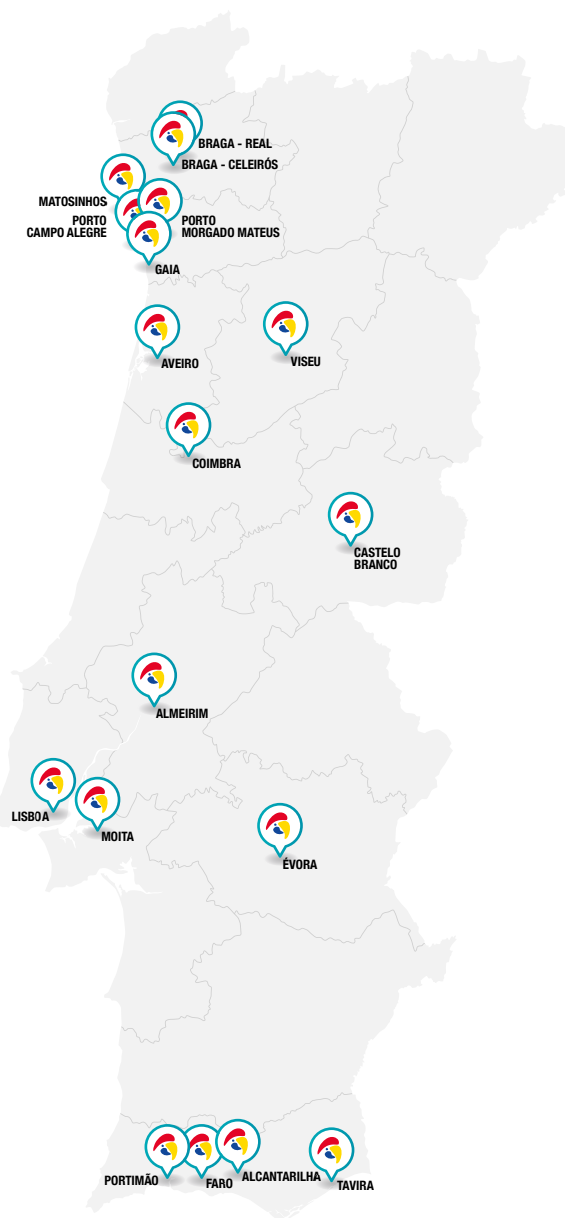 BRAGA - REAL
BRAGA - CELEIRÓS
MATOSINHOS
PORTO
CAMPO ALEGRE
PORTO
MORGADO MATEUS
GAIA
AVEIRO
VISEU
COIMBRA
CASTELO
BRANCO
ALMEIRIM
LISBOA
MOITA
ÉVORA
PORTIMÃO
FARO
ALCANTARILHA
TAVIRA